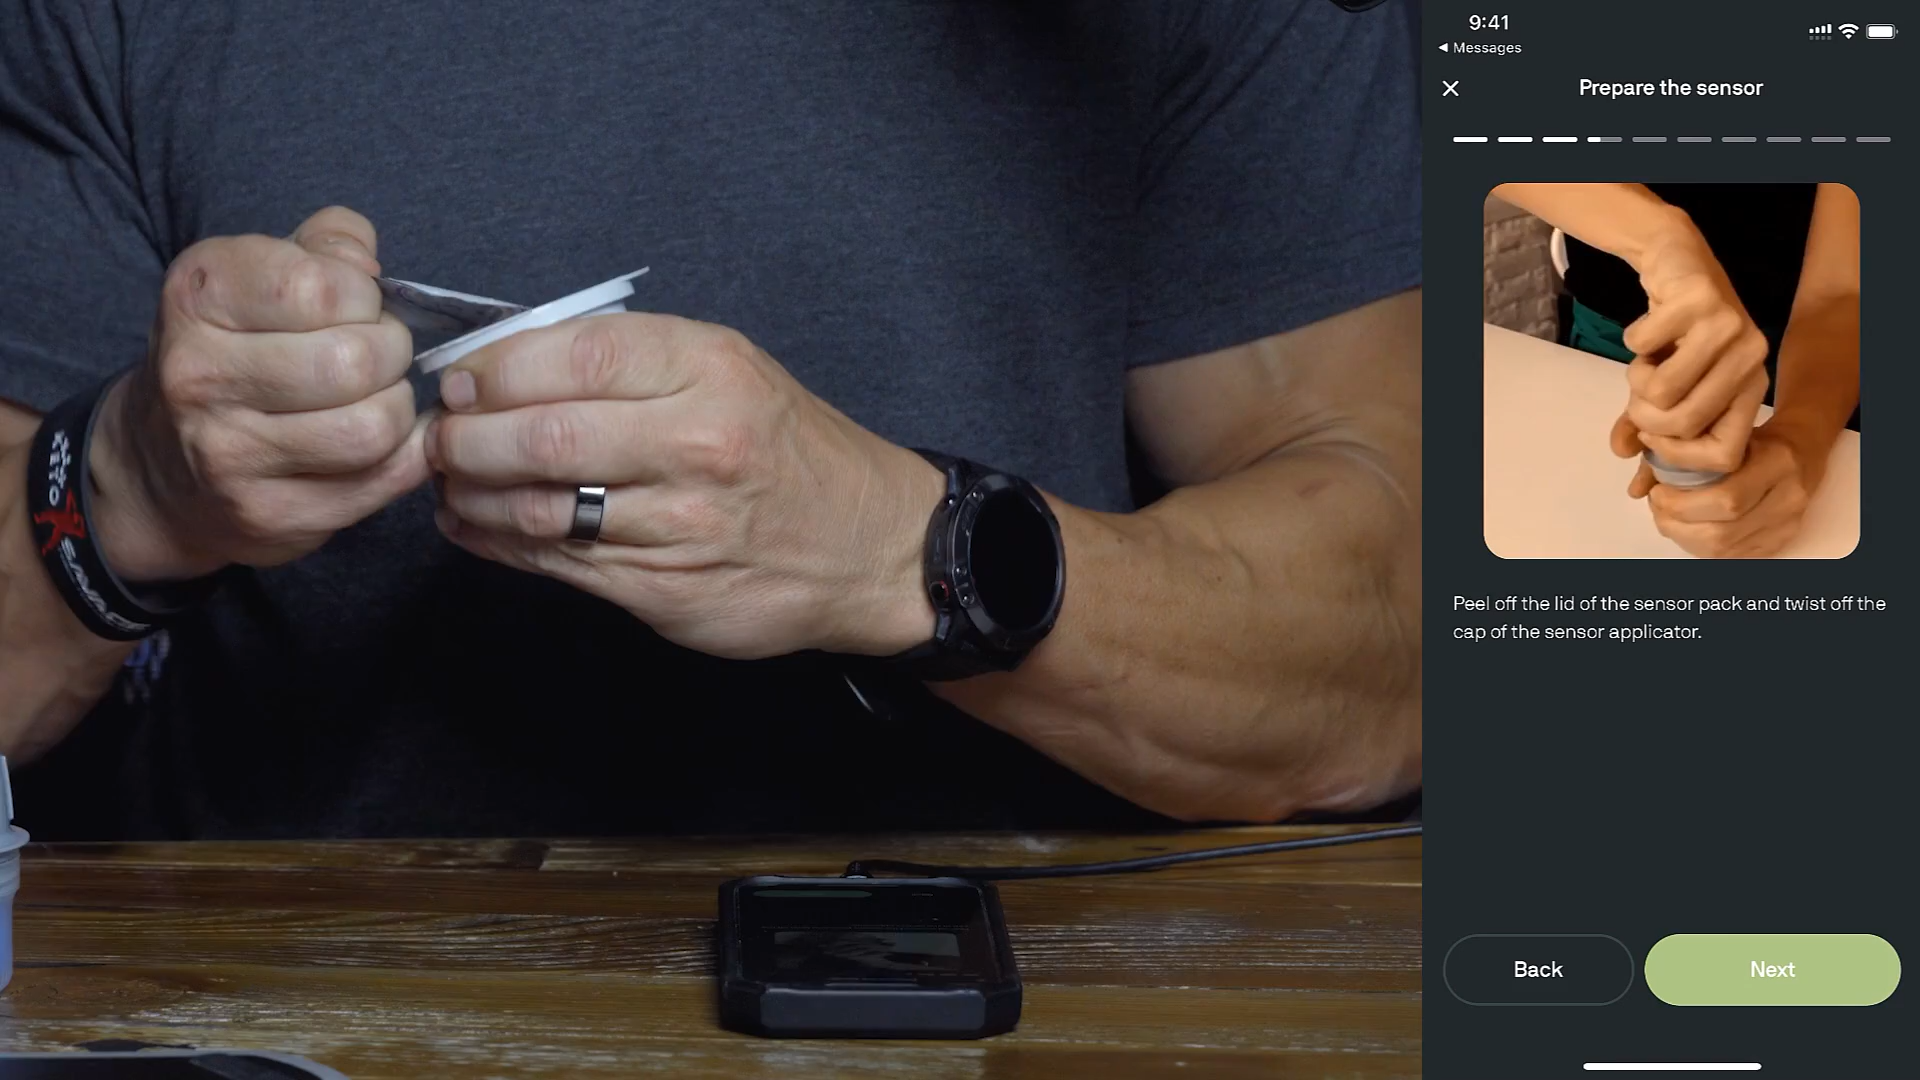 9:41
Messages
Prepare the sensor
Peel off the lid of the sensor pack and twist off the
cap of the sensor applicator.
Back
Next